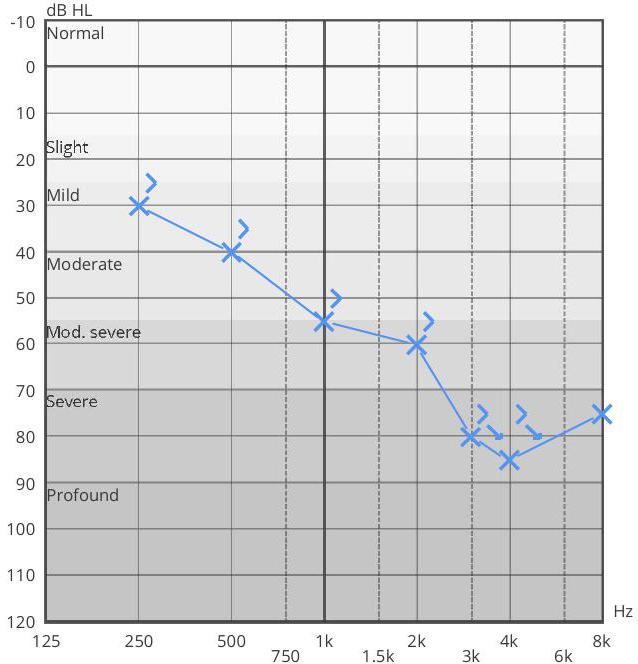 dB HL
-10
Normal
0
10
Slight
20
Mild
30
40
Moderate
50
Mod. severe
60
70
Severe
80
90
Profound
100
110
120
Hz
125 250 500 1k 2k 4k 8k
750 1.5k 3k 6k